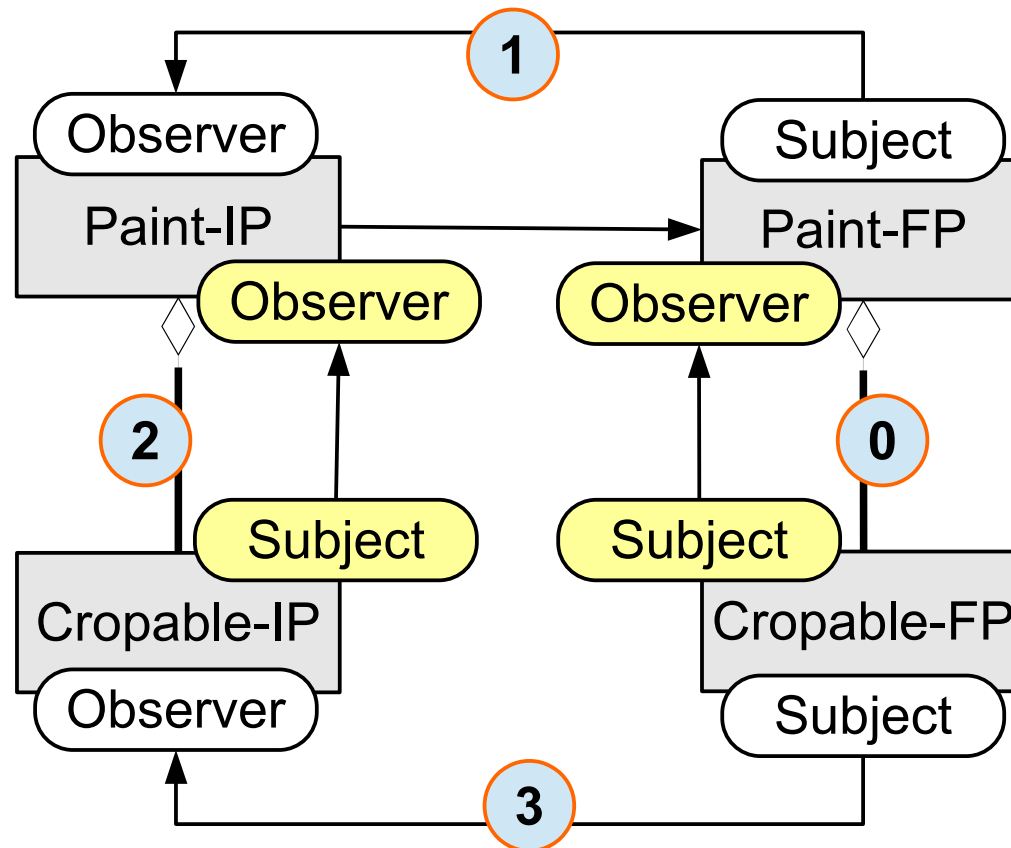 1
Observer
Subject
Paint-IP
Paint-FP
Observer
Observer
2
0
Subject
Subject
Cropable-IP
Cropable-FP
Observer
Subject
3